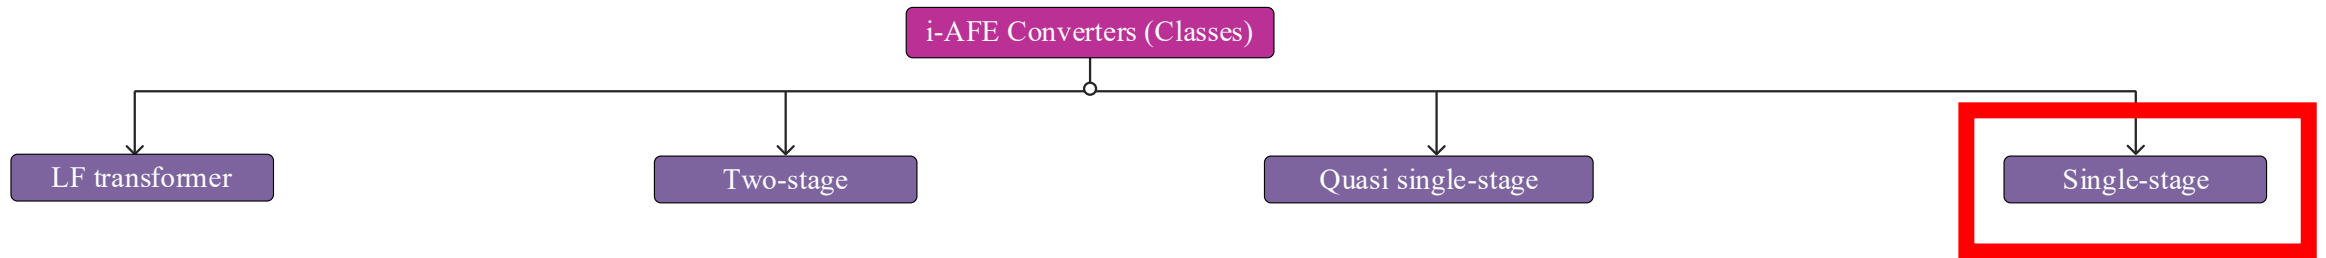 i-AFE Converters (Classes)
LF transformer
Two-stage
Quasi single-stage
Single-stage